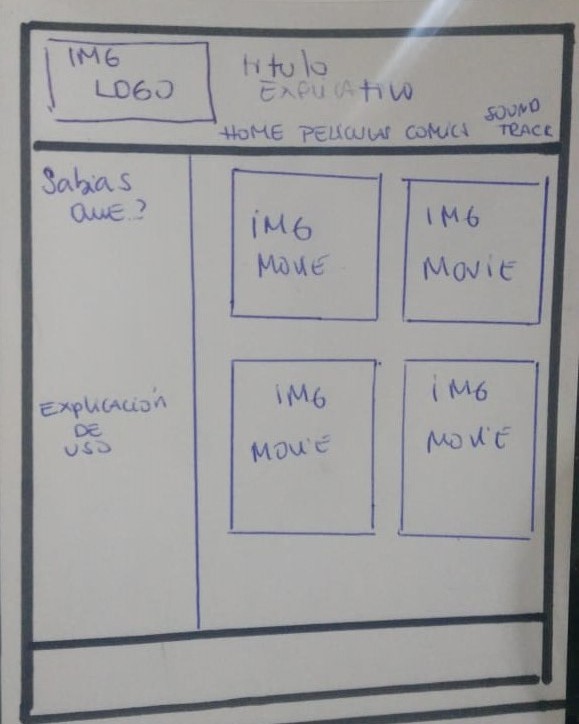 IMG
LOGO
titulo
EXPLICAtivo
HOME PELICULAS COMICS SOUND
TRACK
Sabias
QUE?
IMG
MOVIE
IMG
MOVIE
EXPLICACIÓN
DE
USO
IMG
MOVIE
IMG
MOVIE